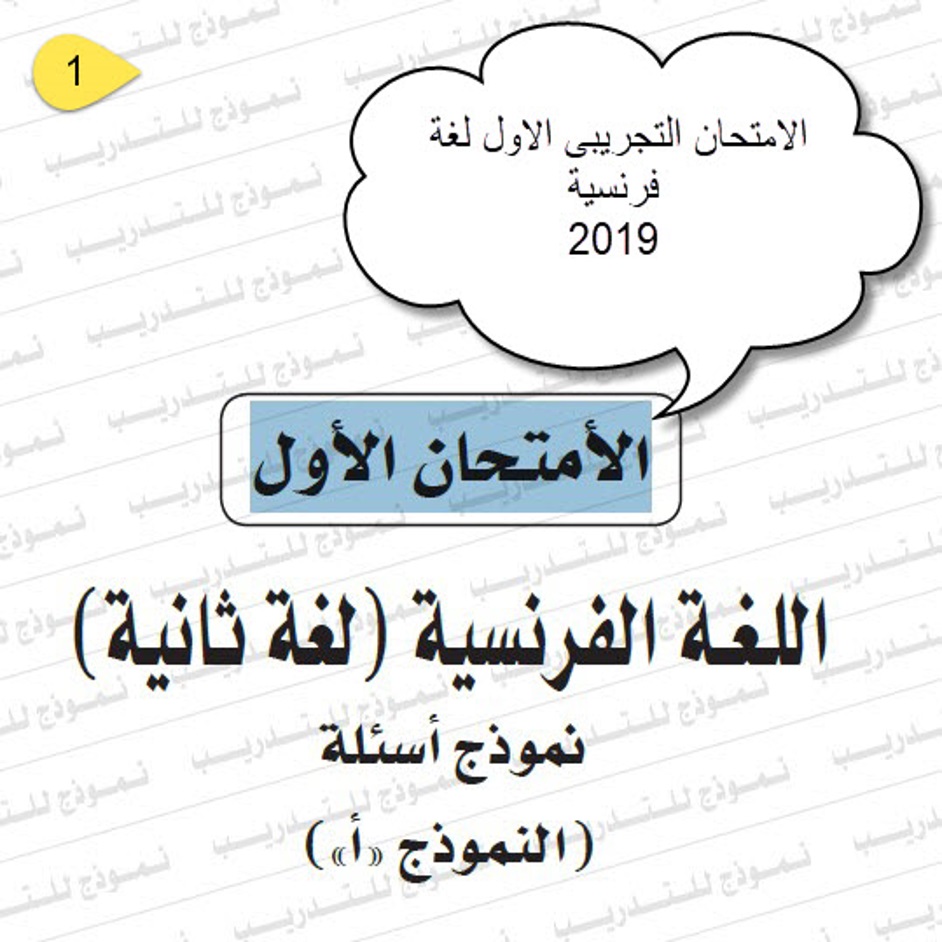 1
الامتحان التجريبى الاول لغة
فرنسية
2019
الأمتحان الأول
اللغة الفرنسية (لغة ثانية)
نموذج أسئلة
(النموذج «أ»)
نموذج للتدريب